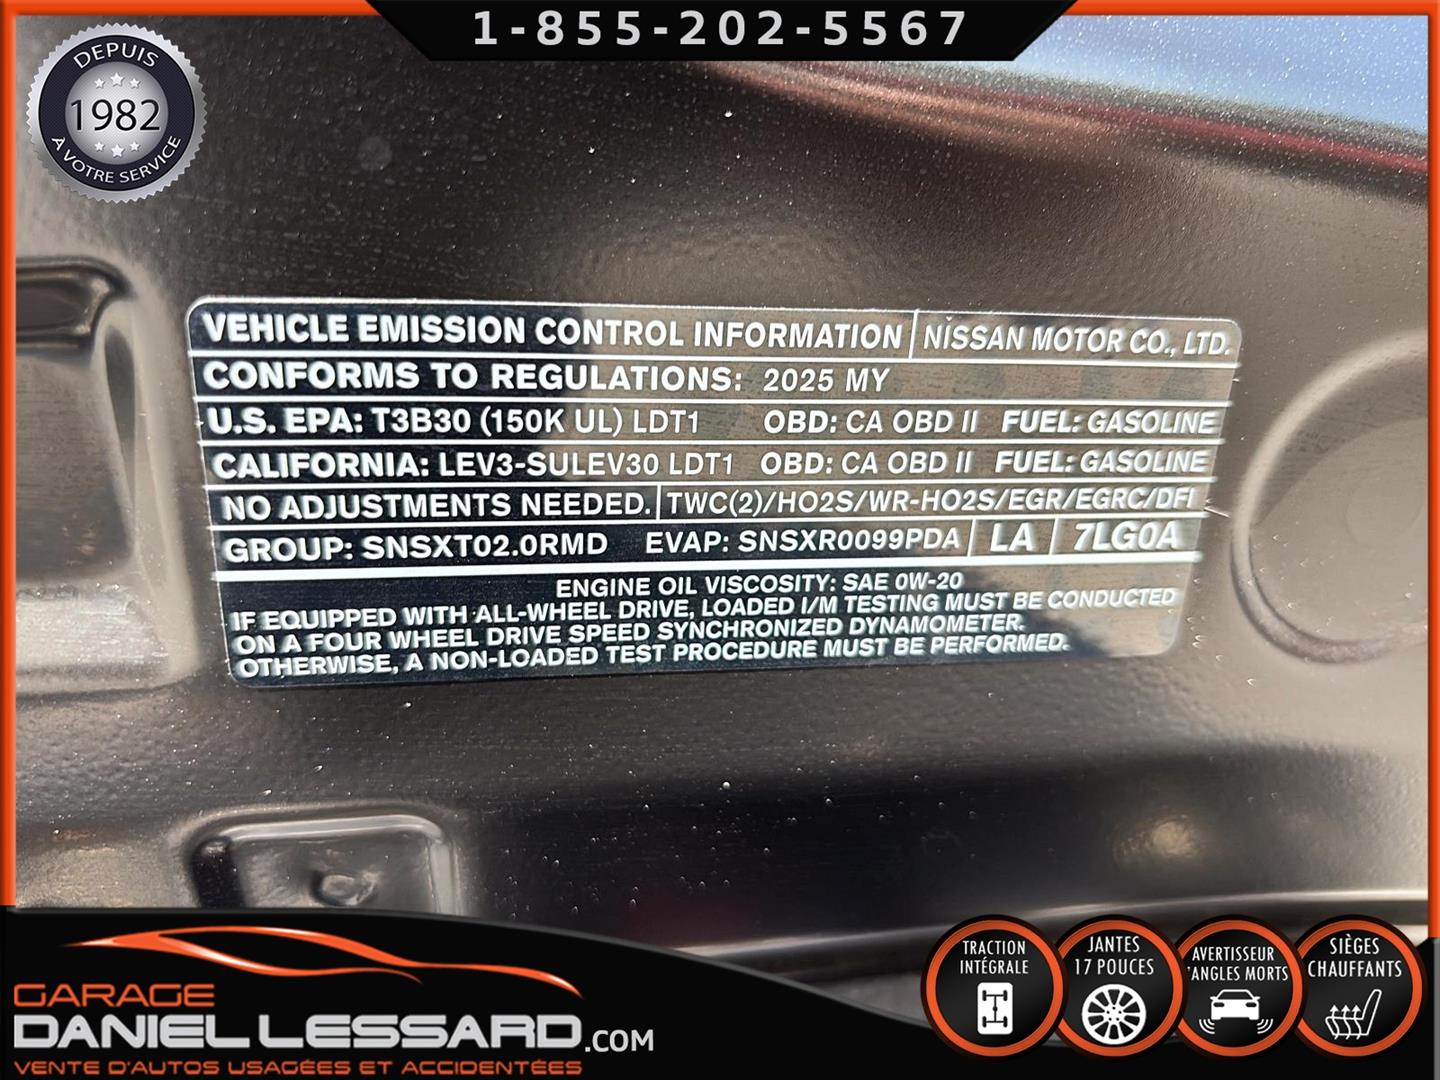 1-855-202-5567
DEPUIS
1982
À VOTRE SERVICE
VEHICLE EMISSION CONTROL INFORMATION NISSAN MOTOR CO., LTD.
CONFORMS TO REGULATIONS: 2025 MY
U.S. EPA: T3B30 (150K UL) LDT1 OBD: CA OBD II FUEL: GASOLINE
CALIFORNIA: LEV3-SULEV30 LDT1 OBD: CA OBD II FUEL: GASOLINE
NO ADJUSTMENTS NEEDED. TWC(2)/HO2S/WR-HO2S/EGR/EGRC/DFI
GROUP: SNSXT02.0RMD EVAP: SNSXR0099PDA LA 7LG0A
ENGINE OIL VISCOSITY: SAE 0W-20
IF EQUIPPED WITH ALL-WHEEL DRIVE, LOADED I/M TESTING MUST BE CONDUCTED
ON A FOUR WHEEL DRIVE SPEED SYNCHRONIZED DYNAMOMETER.
OTHERWISE, A NON-LOADED TEST PROCEDURE MUST BE PERFORMED.
GARAGE
DANIEL LESSARD.COM
VENTE D'AUTOS USAGÉES ET ACCIDENTÉES
TRACTION
INTÉGRALE
JANTES
17 POUCES
AVERTISSEUR
'ANGLES MORTS
SIÈGES
CHAUFFANTS